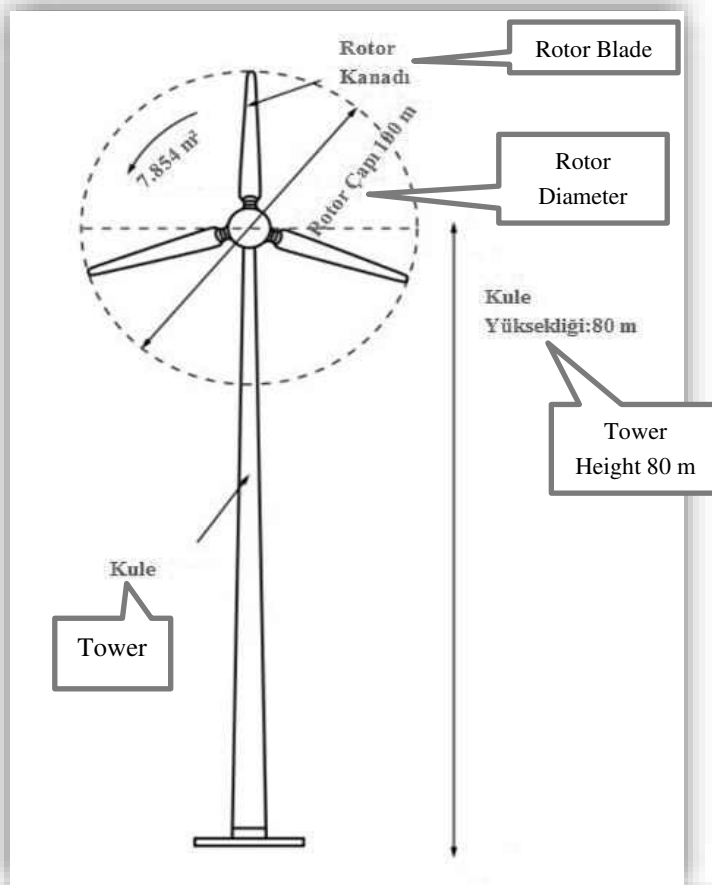 Rotor
Kanadı
Rotor Blade
7.854 m²
Rotor Çapı 100 m
Rotor
Diameter
Kule
Yüksekliği:80 m
Tower
Height 80 m
Kule
Tower